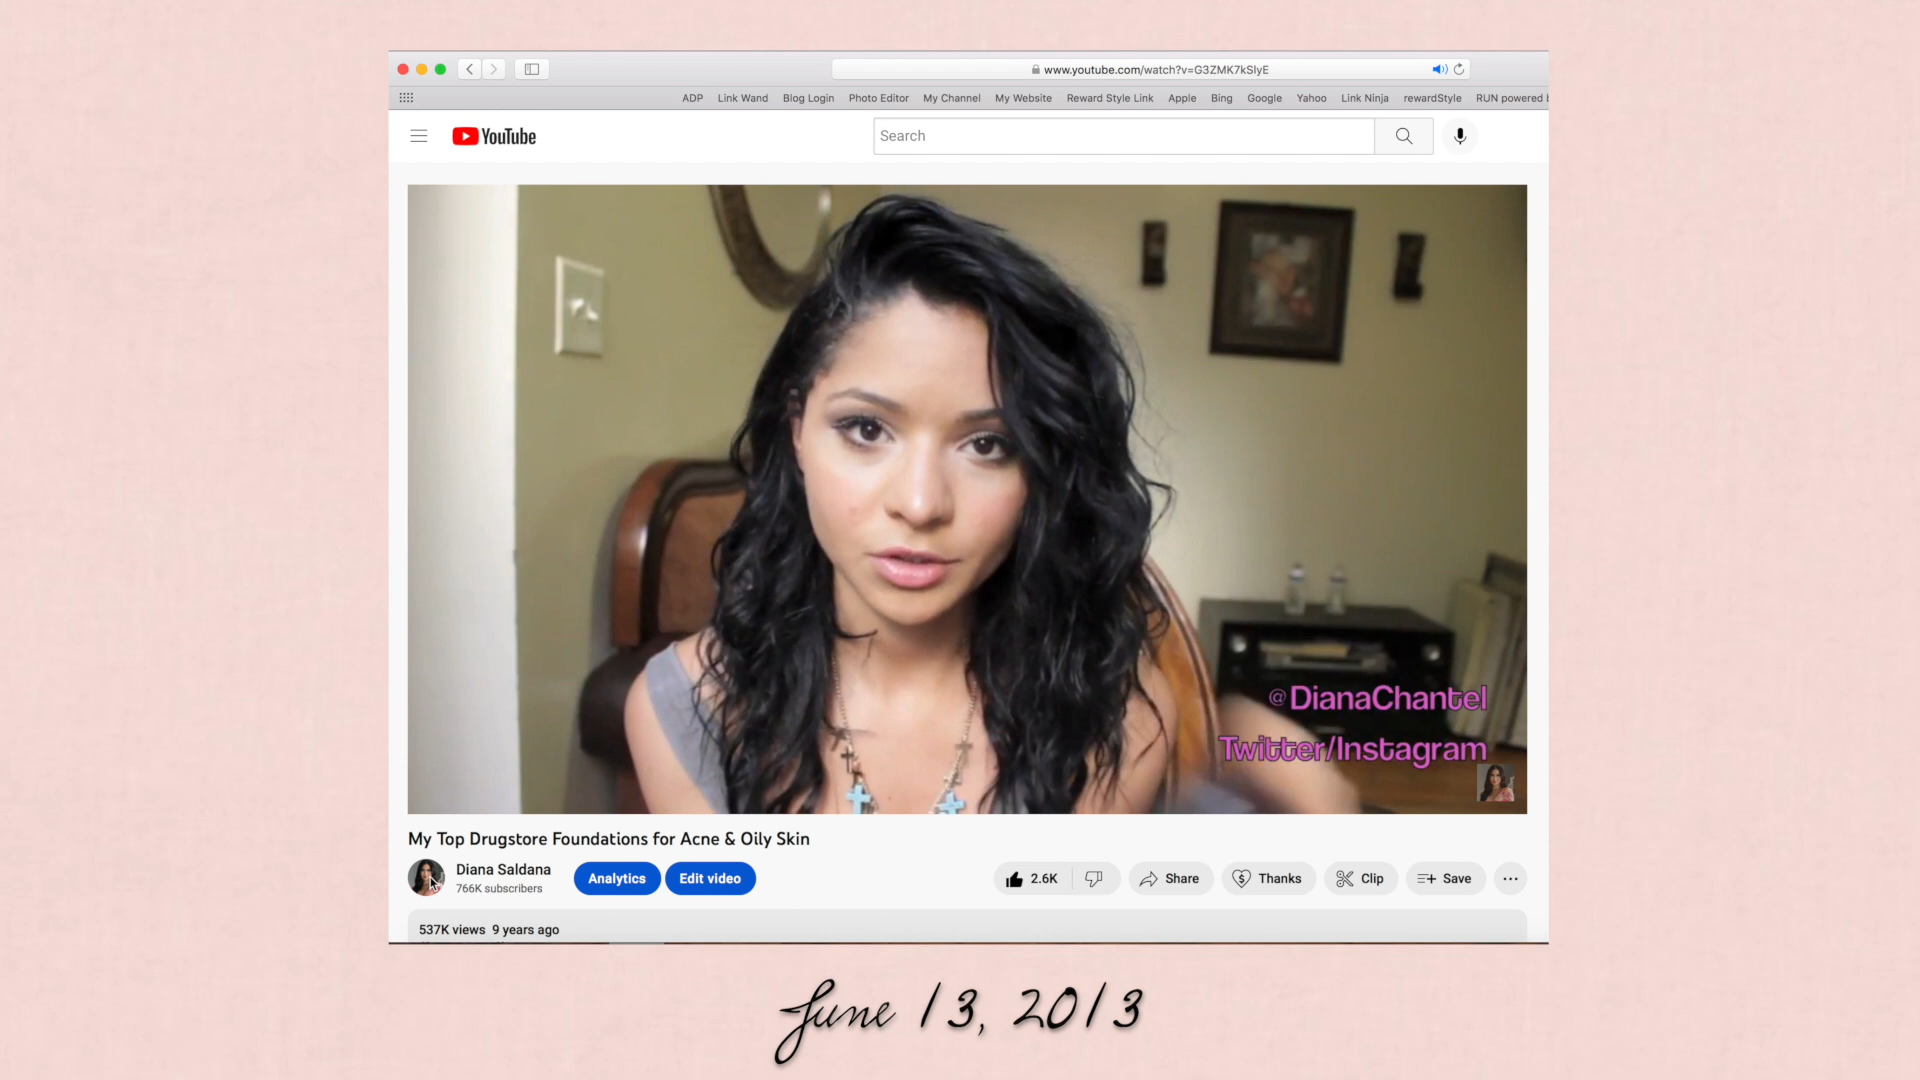 www.youtube.com/watch?v=G3ZMK7kSlyE
ADP Link Wand Blog Login Photo Editor My Channel My Website Reward Style Link Apple Bing Google Yahoo Link Ninja rewardStyle RUN powered
YouTube
Search
@DianaChantel
Twitter/Instagram
My Top Drugstore Foundations for Acne & Oily Skin
Diana Saldana
766K subscribers
Analytics
Edit video
2.6K
Share
Thanks
Clip
Save
537K views 9 years ago
June 13, 2013